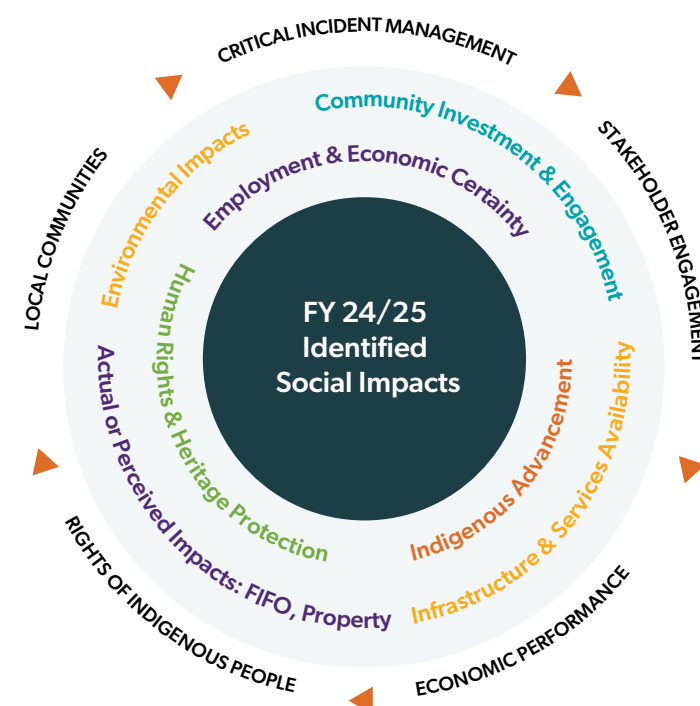 CRITICAL INCIDENT MANAGEMENT
STAKEHOLDER ENGAGEMENT
ECONOMIC PERFORMANCE
RIGHTS OF INDIGENOUS PEOPLE
LOCAL COMMUNITIES
Community Investment & Engagement
Infrastructure & Services Availability
Actual or Perceived Impacts: FIFO, Property
Environmental Impacts
Employment & Economic Certainty
Indigenous Advancement
Human Rights & Heritage Protection
FY 24/25
Identified
Social Impacts